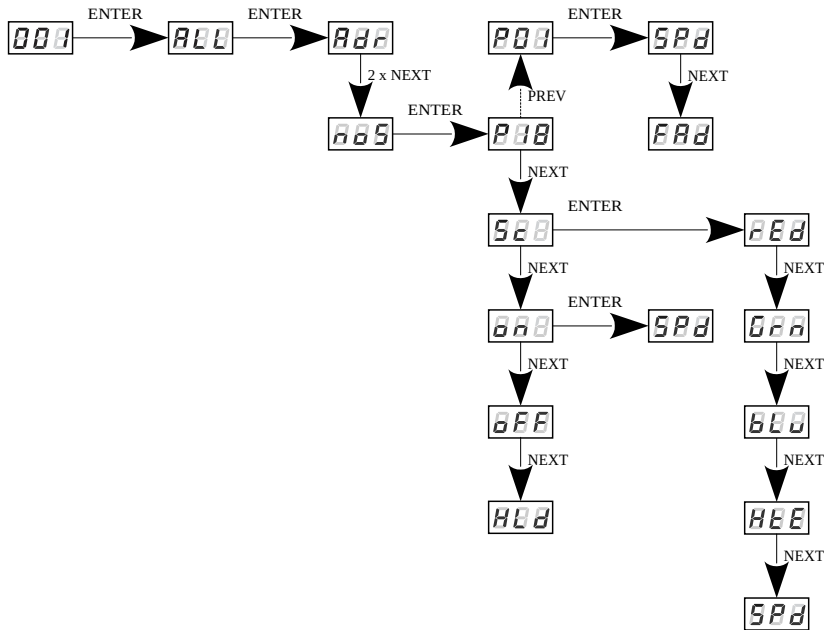 ENTER
ENTER
ENTER
001
ALL
Adr
P01
SPd
2 x NEXT
NEXT
PREV
ENTER
noS
P18
FAd
NEXT
ENTER
Sc
rEd
NEXT
NEXT
ENTER
on
SPd
Grn
NEXT
NEXT
oFF
bLu
NEXT
NEXT
HLd
HtE
NEXT
SPd